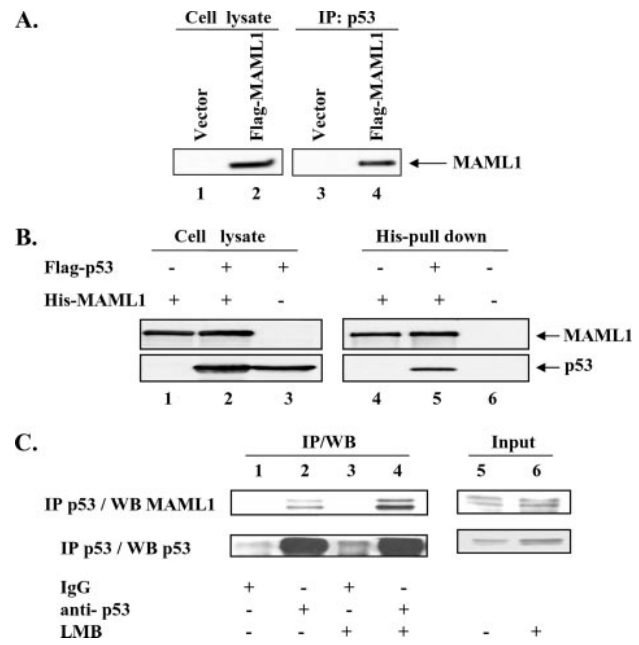 A.
Cell lysate
IP: p53
Vector
Flag-MAML1
Vector
Flag-MAML1
MAML1
1 2 3 4
B.
Cell lysate
His-pull down
Flag-p53 - + + - + -
His-MAML1 + + - + + -
MAML1
p53
1 2 3 4 5 6
C.
IP/WB
Input
1 2 3 4 5 6
IP p53 / WB MAML1
IP p53 / WB p53
IgG + - + -
anti- p53 - + - +
LMB - - + + - +